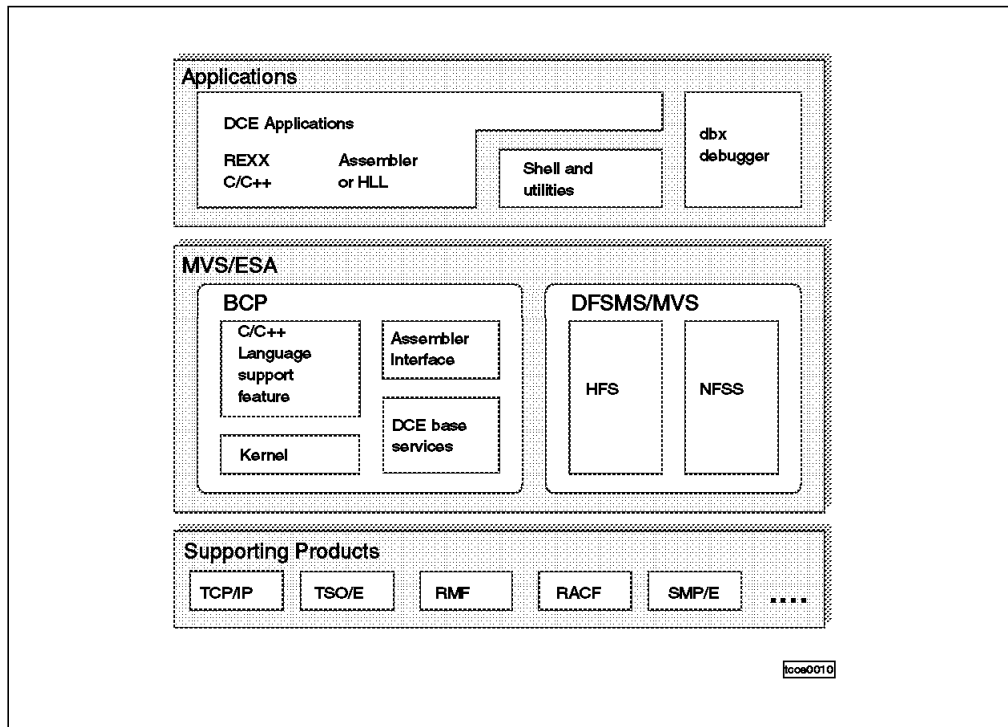 Applications
DCE Applications
REXX
C/C++
Assembler
or HLL
Shell and
utilities
dbx
debugger
MVS/ESA
BCP
C/C++
Language
support
feature
Kernel
Assembler
Interface
DCE base
services
DFSMS/MVS
HFS
NFSS
Supporting Products
TCP/IP
TSO/E
RMF
RACF
SMP/E
....
tcos0010